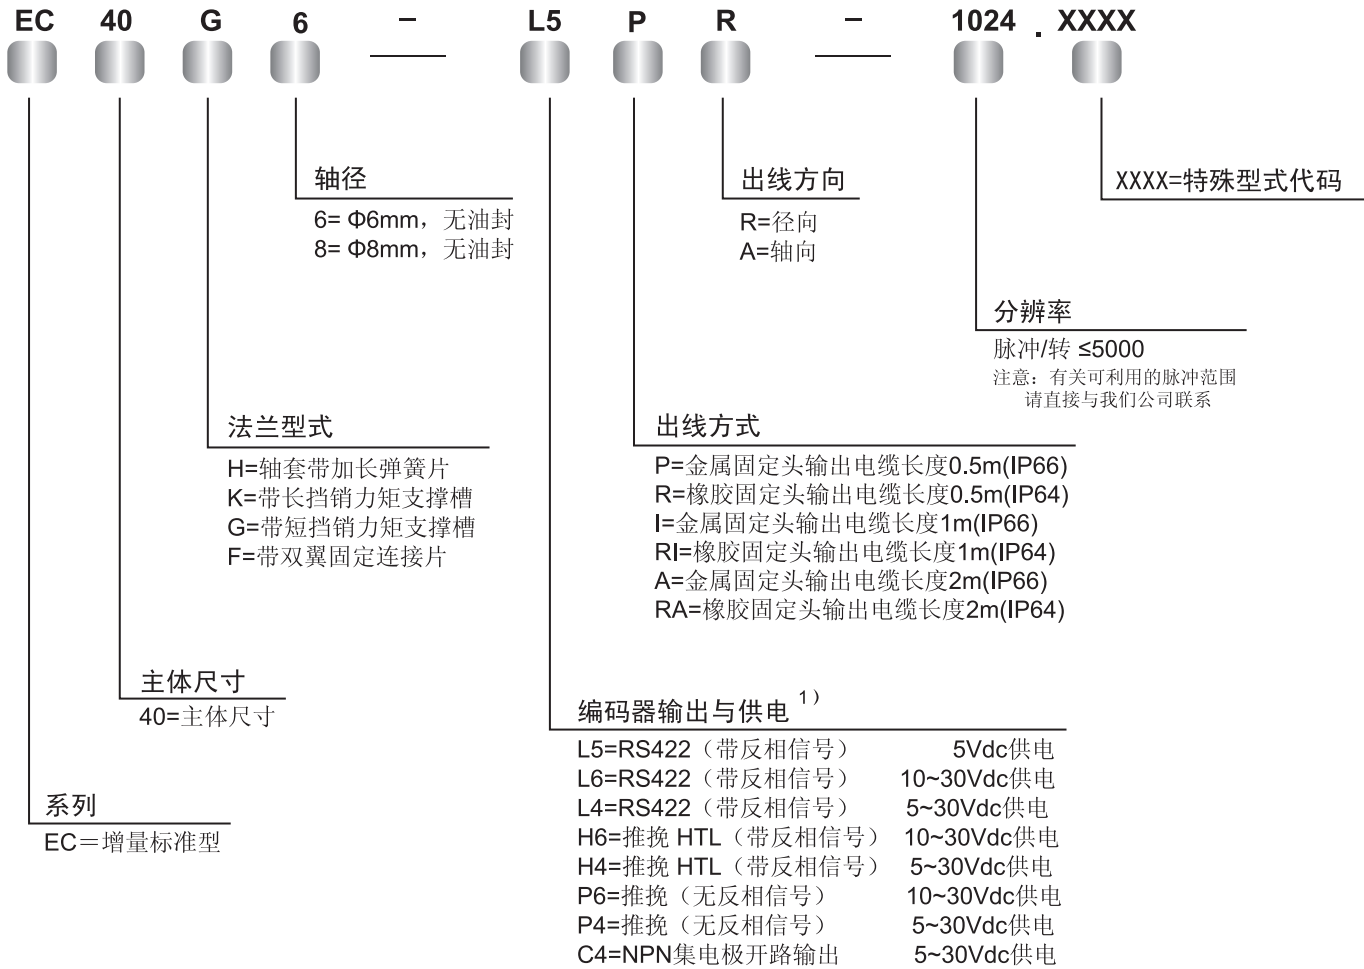 EC 40 G 6 — L5 P R — 1024 . XXXX
轴径
6= Φ6mm，无油封
8= Φ8mm，无油封
出线方向
R=径向
A=轴向
XXXX=特殊型式代码
分辨率
脉冲/转 ≤5000
注意：有关可利用的脉冲范围
请直接与我们公司联系
法兰型式
H=轴套带加长弹簧片
K=带长挡销力矩支撑槽
G=带短挡销力矩支撑槽
F=带双翼固定连接片
出线方式
P=金属固定头输出电缆长度0.5m(IP66)
R=橡胶固定头输出电缆长度0.5m(IP64)
I=金属固定头输出电缆长度1m(IP66)
RI=橡胶固定头输出电缆长度1m(IP64)
A=金属固定头输出电缆长度2m(IP66)
RA=橡胶固定头输出电缆长度2m(IP64)
主体尺寸
40=主体尺寸
编码器输出与供电 1）
L5=RS422（带反相信号） 5Vdc供电
L6=RS422（带反相信号） 10~30Vdc供电
L4=RS422（带反相信号） 5~30Vdc供电
H6=推挽 HTL（带反相信号） 10~30Vdc供电
H4=推挽 HTL（带反相信号） 5~30Vdc供电
P6=推挽（无反相信号） 10~30Vdc供电
P4=推挽（无反相信号） 5~30Vdc供电
C4=NPN集电极开路输出 5~30Vdc供电
系列
EC＝增量标准型